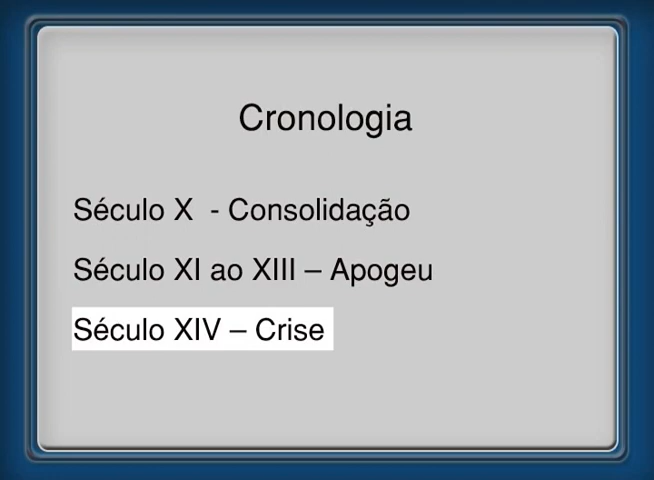 Cronologia
Século X - Consolidação
Século XI ao XIII – Apogeu
Século XIV – Crise